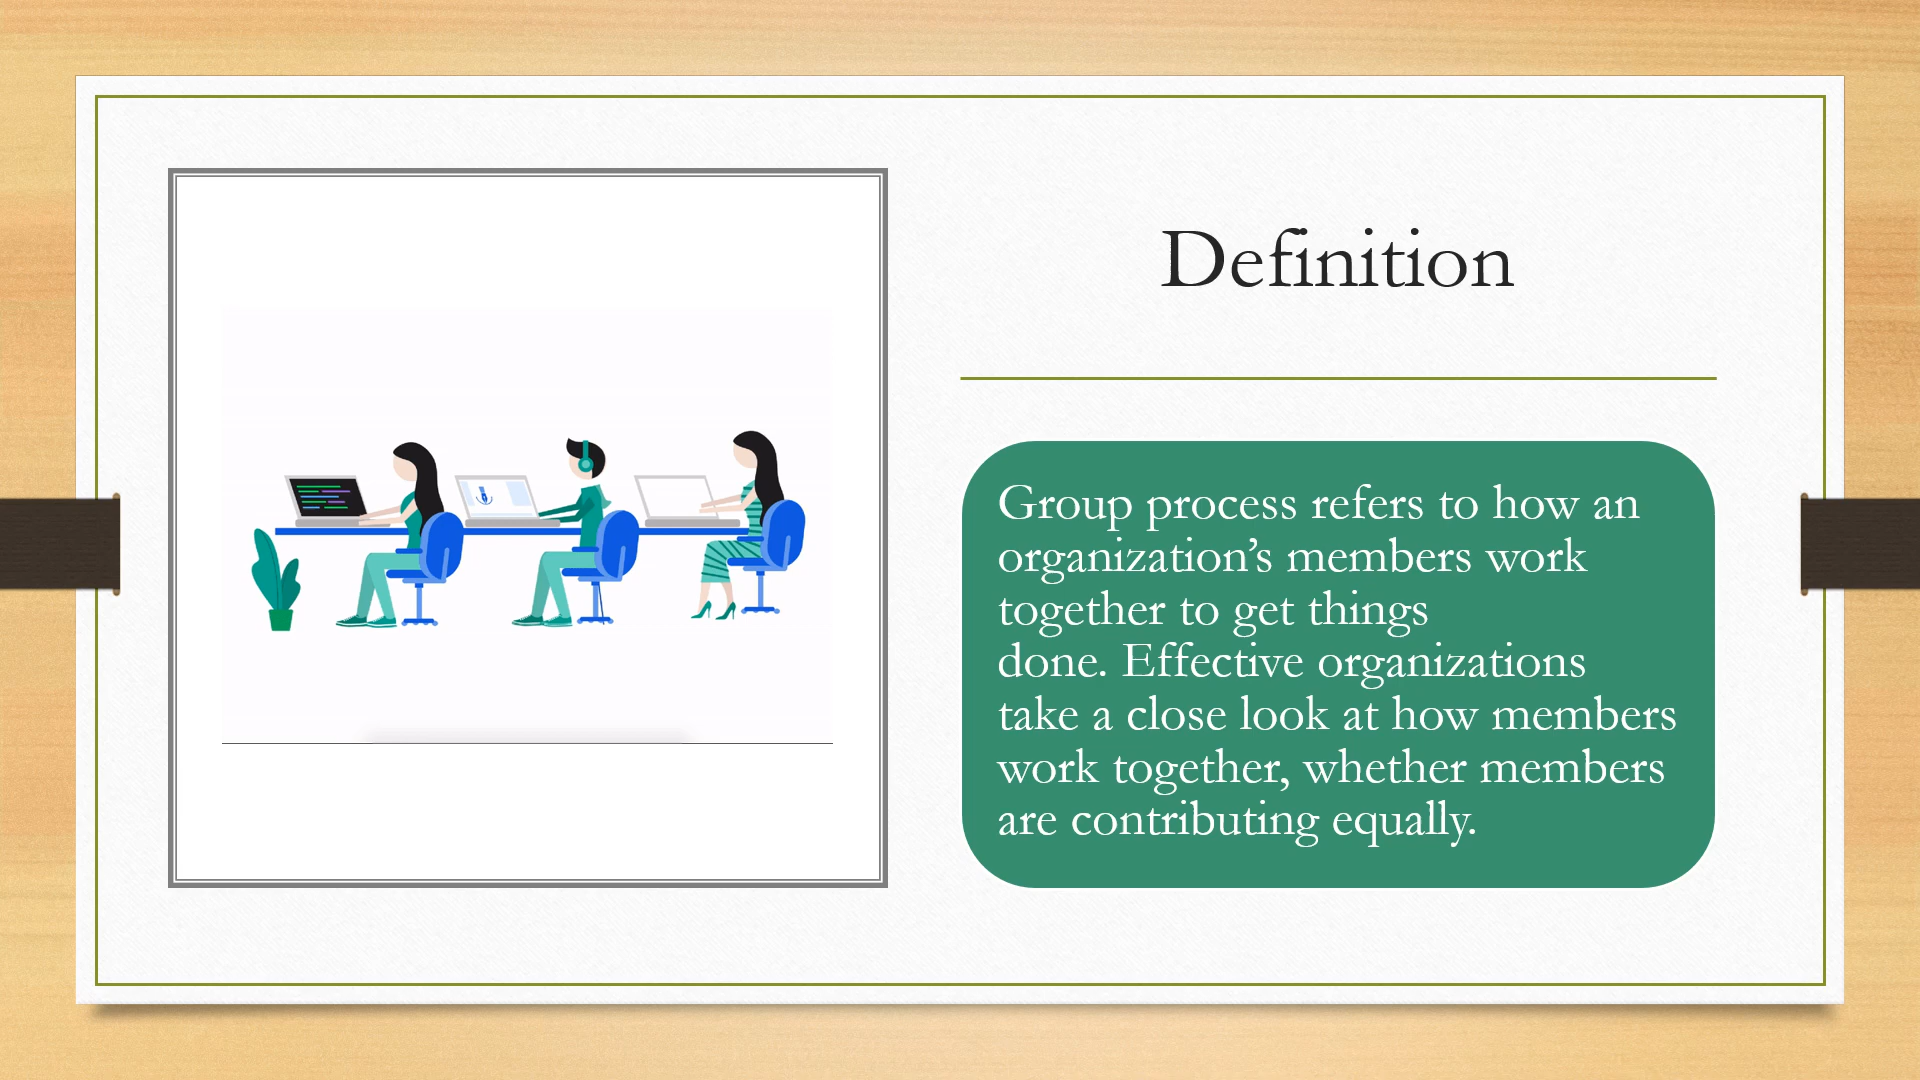 Definition
Group process refers to how an
organization’s members work
together to get things
done. Effective organizations
take a close look at how members
work together, whether members
are contributing equally.